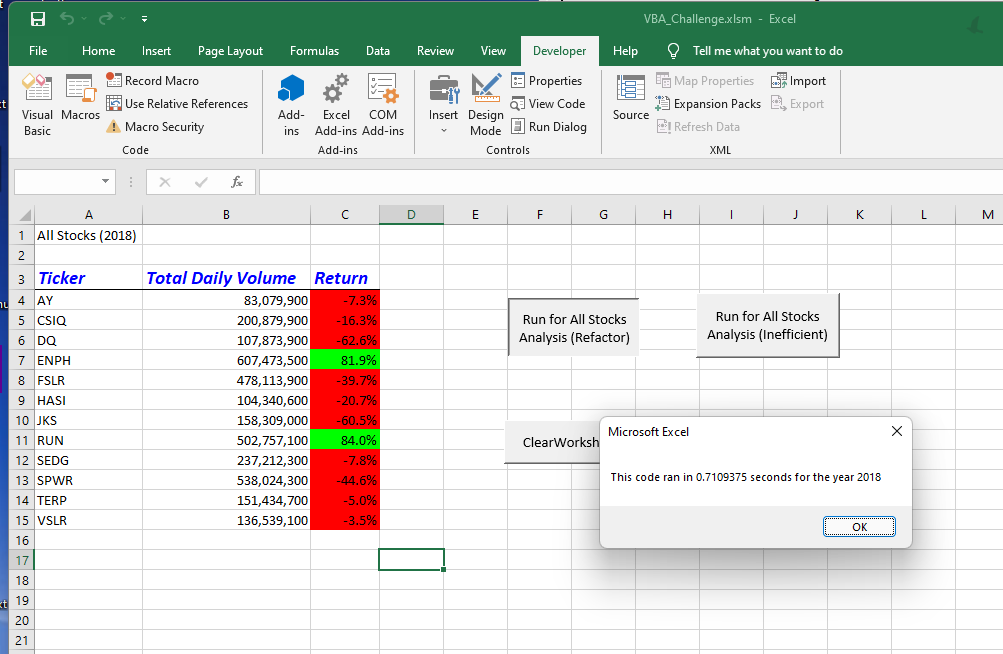 VBA_Challenge.xlsm - Excel
File Home Insert Page Layout Formulas Data Review View Developer Help Tell me what you want to do
Visual Basic
Macros
Record Macro
Use Relative References
Macro Security
Code
Add-ins
Excel Add-ins
COM Add-ins
Add-ins
Insert
Design Mode
Properties
View Code
Run Dialog
Controls
Source
Map Properties
Expansion Packs
Refresh Data
Import
Export
XML
fx
A B C D E F G H I J K L M
1 All Stocks (2018)
2
3 Ticker Total Daily Volume Return
4 AY 83,079,900 -7.3%
5 CSIQ 200,879,900 -16.3%
6 DQ 107,873,900 -62.6%
7 ENPH 607,473,500 81.9%
8 FSLR 478,113,900 -39.7%
9 HASI 104,340,600 -20.7%
10 JKS 158,309,000 -60.5%
11 RUN 502,757,100 84.0%
12 SEDG 237,212,300 -7.8%
13 SPWR 538,024,300 -44.6%
14 TERP 151,434,700 -5.0%
15 VSLR 136,539,100 -3.5%
16
17
18
19
20
21
Run for All Stocks
Analysis (Refactor)
Run for All Stocks
Analysis (Inefficient)
ClearWorksh
Microsoft Excel
This code ran in 0.7109375 seconds for the year 2018
OK